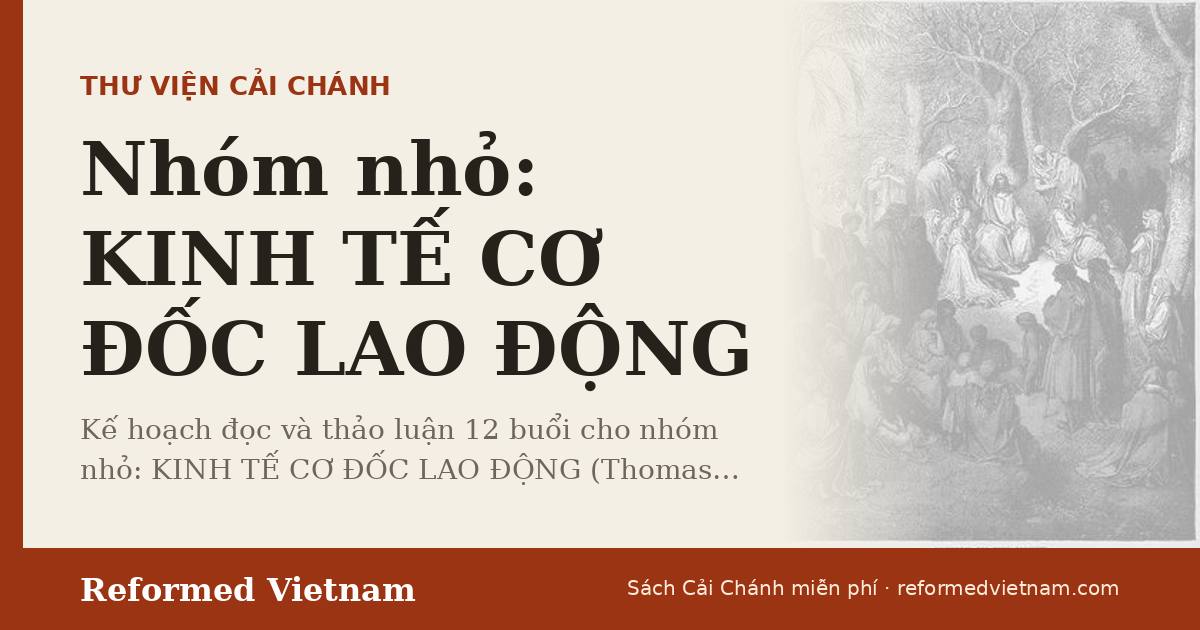 THƯ VIỆN CẢI CHÁNH
Nhóm nhỏ:
KINH TẾ CƠ
ĐỐC LAO ĐỘNG
Kế hoạch đọc và thảo luận 12 buổi cho nhóm
nhỏ: KINH TẾ CƠ ĐỐC LAO ĐỘNG (Thomas...
Reformed Vietnam
Sách Cải Chánh miễn phí · reformedvietnam.com